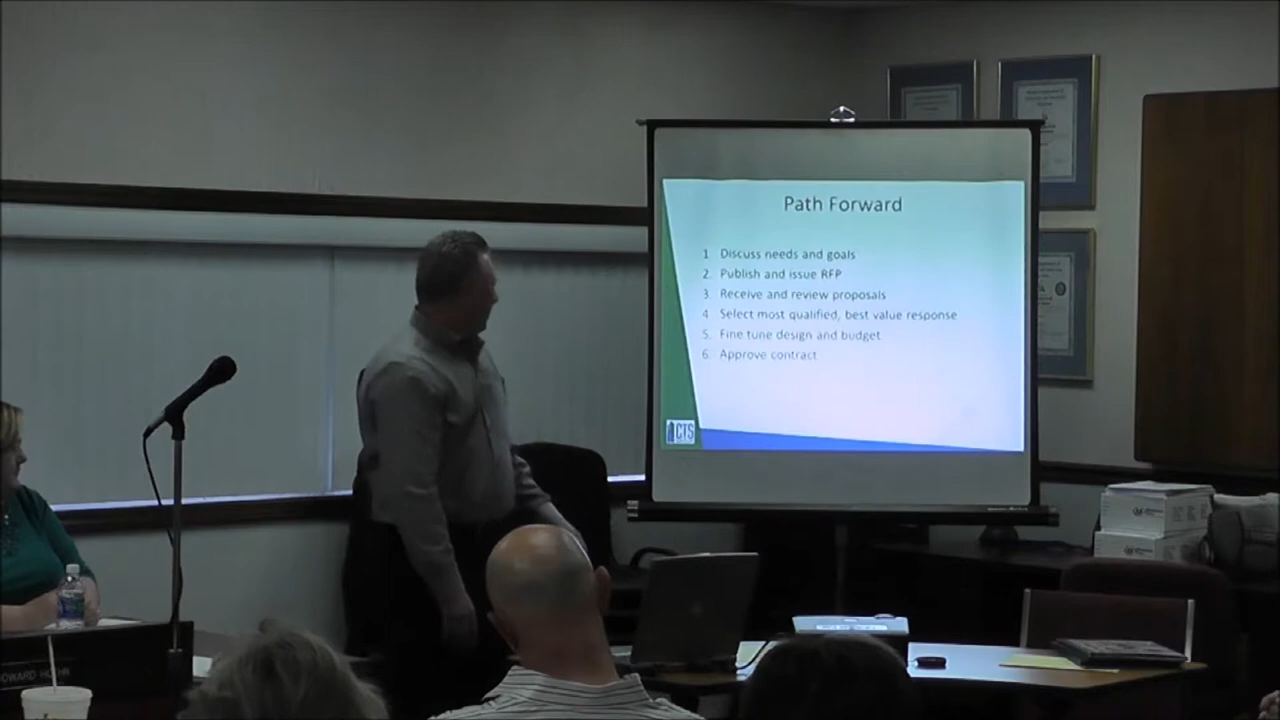 Path Forward
1. Discuss needs and goals
2. Publish and issue RFP
3. Receive and review proposals
4. Select most qualified, best value response
5. Fine tune design and budget
6. Approve contract
CTS